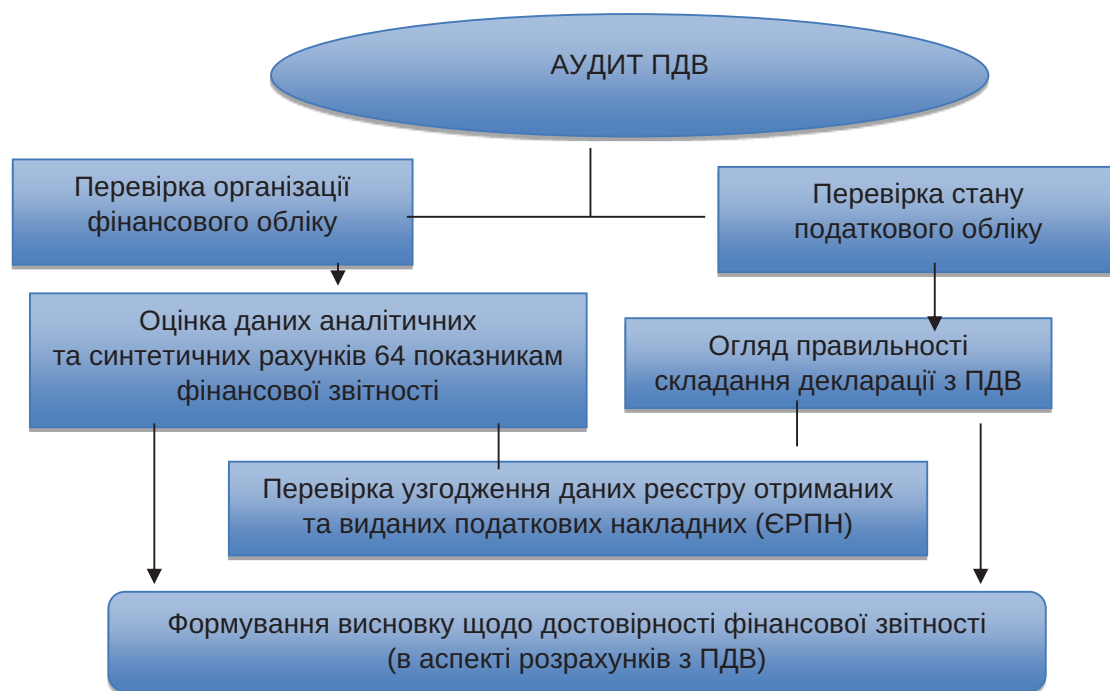 АУДИТ ПДВ
Перевірка організації
фінансового обліку
Перевірка стану
податкового обліку
Оцінка даних аналітичних
та синтетичних рахунків 64 показникам
фінансової звітності
Огляд правильності
складання декларації з ПДВ
Перевірка узгодження даних реєстру отриманих
та виданих податкових накладних (ЄРПН)
Формування висновку щодо достовірності фінансової звітності
(в аспекті розрахунків з ПДВ)